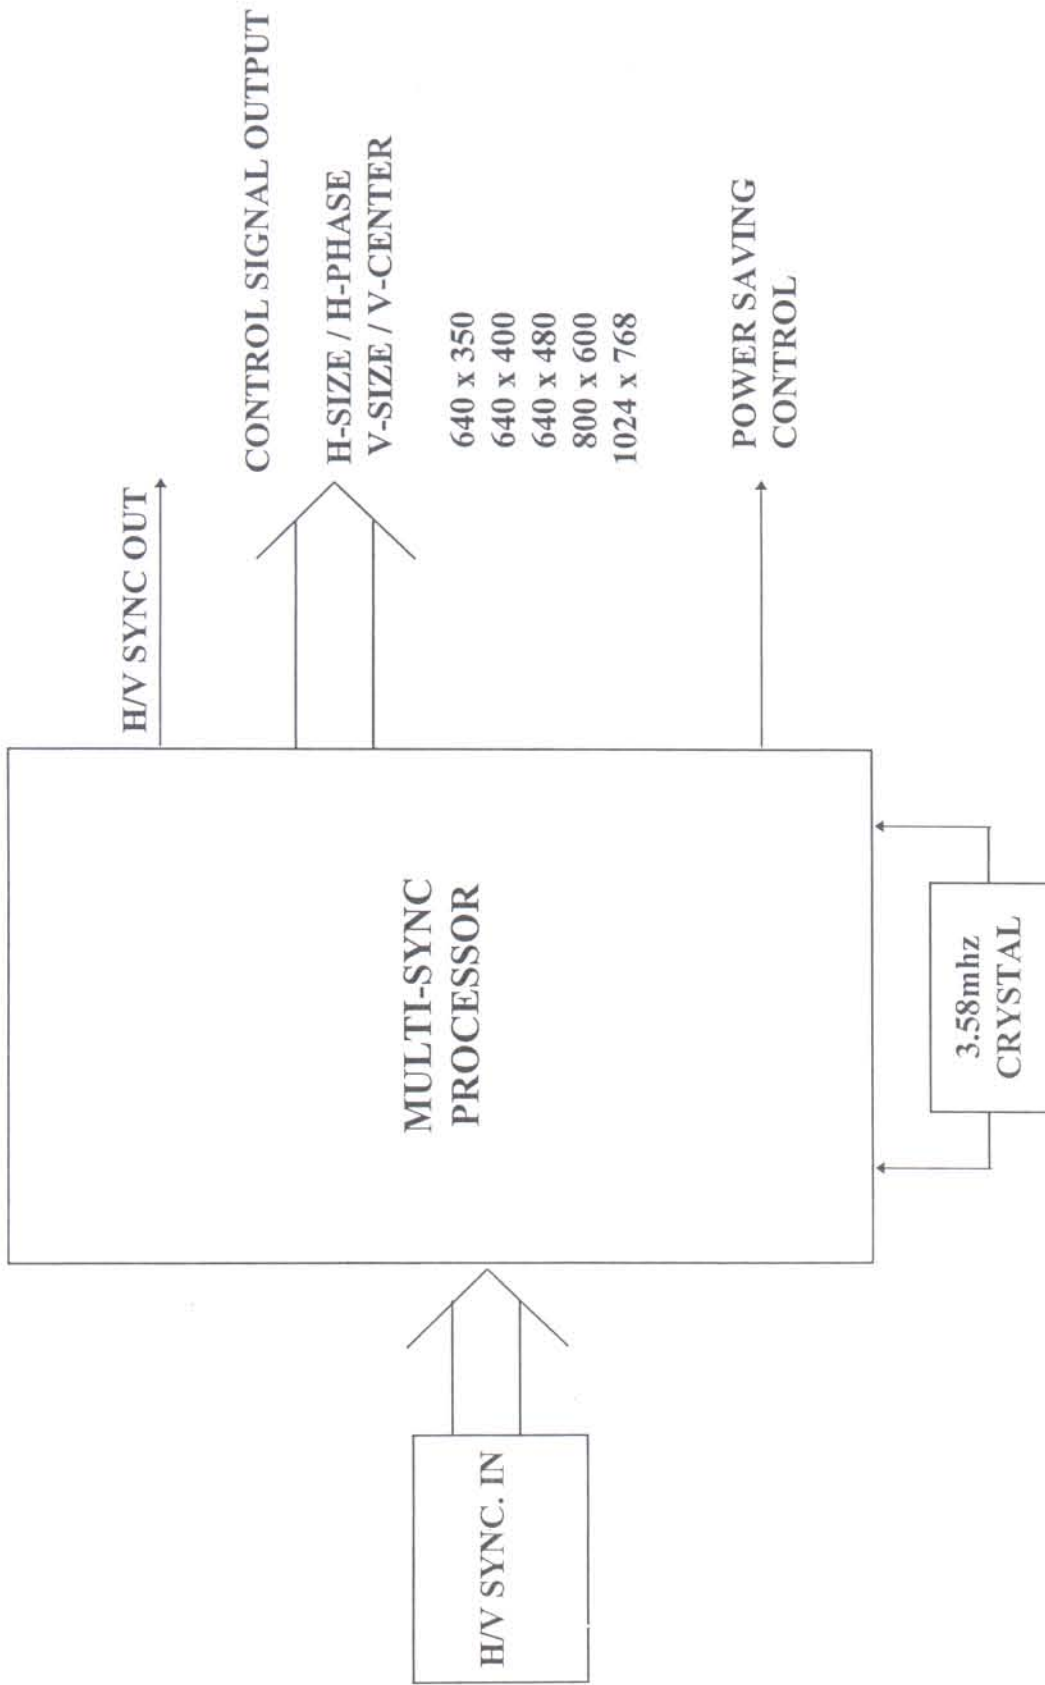 H/V SYNC. IN
MULTI-SYNC
PROCESSOR
3.58mhz
CRYSTAL
H/V SYNC OUT
CONTROL SIGNAL OUTPUT
H-SIZE / H-PHASE
V-SIZE / V-CENTER
640 x 350
640 x 400
640 x 480
800 x 600
1024 x 768
POWER SAVING
CONTROL